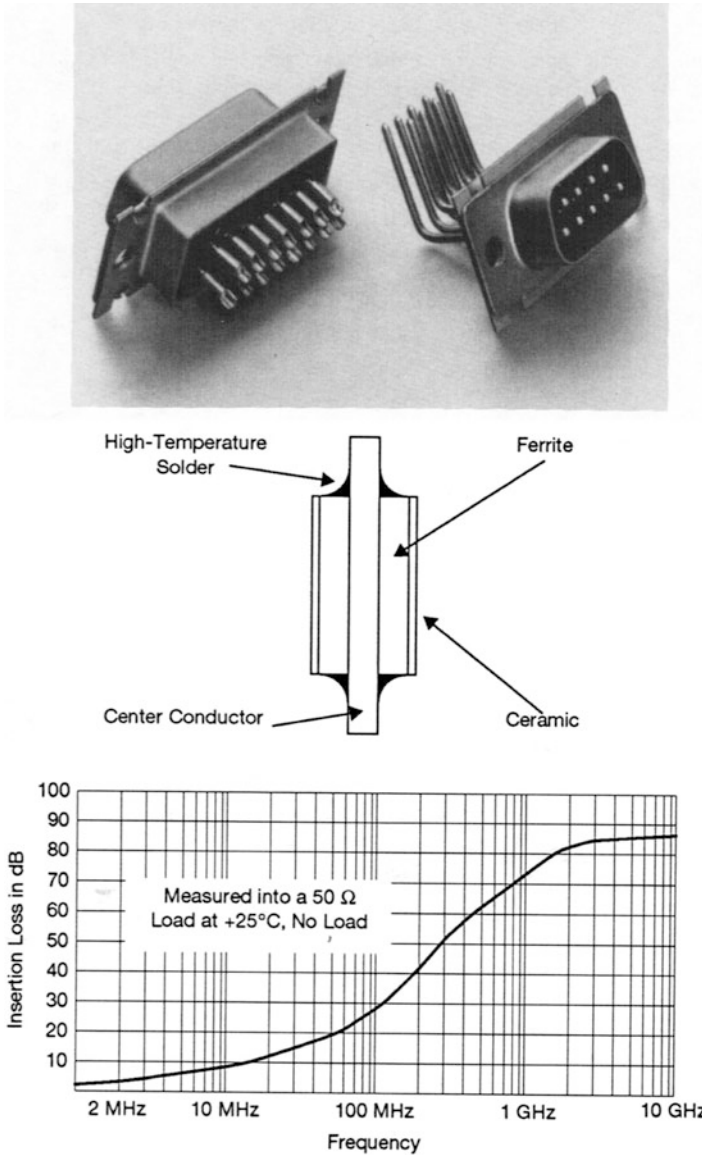 High-Temperature
Solder
Ferrite
Center Conductor
Ceramic
Insertion Loss in dB
100
90
80
70
60
50
40
30
20
10
Measured into a 50 Ω
Load at +25°C, No Load
2 MHz 10 MHz 100 MHz 1 GHz 10 GHz
Frequency